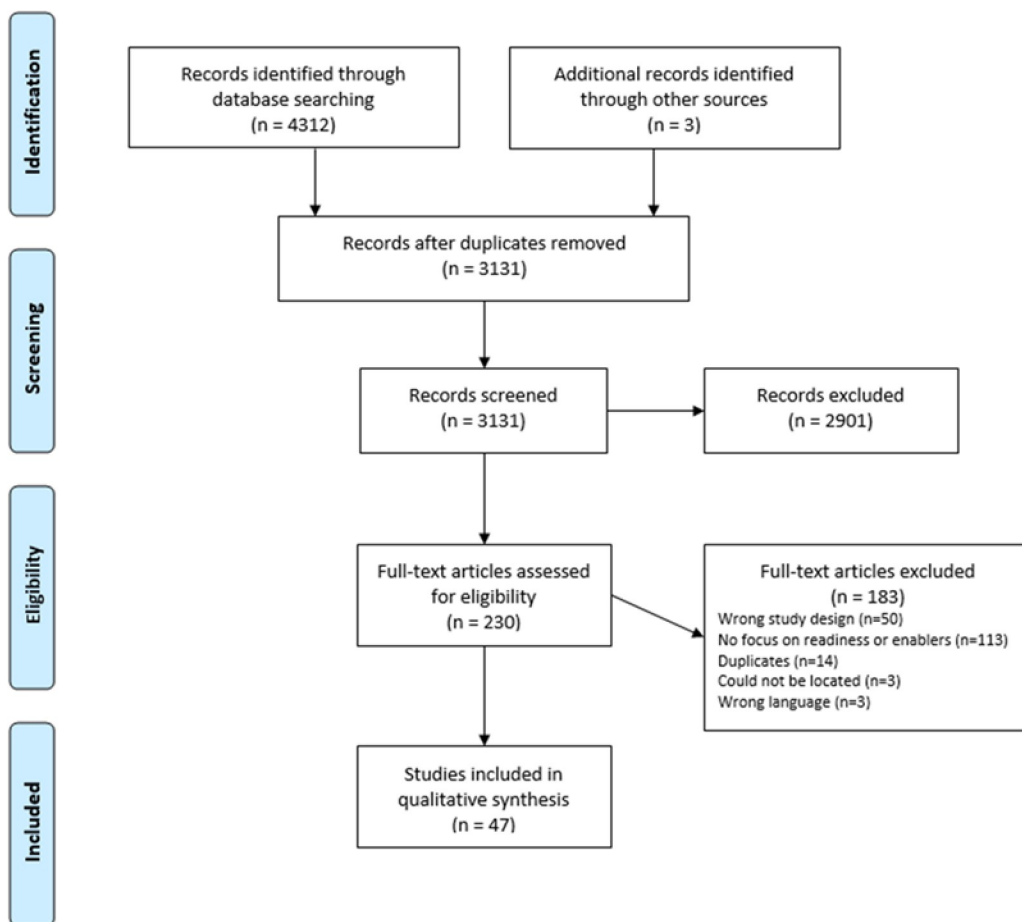 Identification
Records identified through
database searching
(n = 4312)
Additional records identified
through other sources
(n = 3)
Records after duplicates removed
(n = 3131)
Screening
Records screened
(n = 3131)
Records excluded
(n = 2901)
Eligibility
Full-text articles assessed
for eligibility
(n = 230)
Full-text articles excluded
(n = 183)
Wrong study design (n=50)
No focus on readiness or enablers (n=113)
Duplicates (n=14)
Could not be located (n=3)
Wrong language (n=3)
Included
Studies included in
qualitative synthesis
(n = 47)